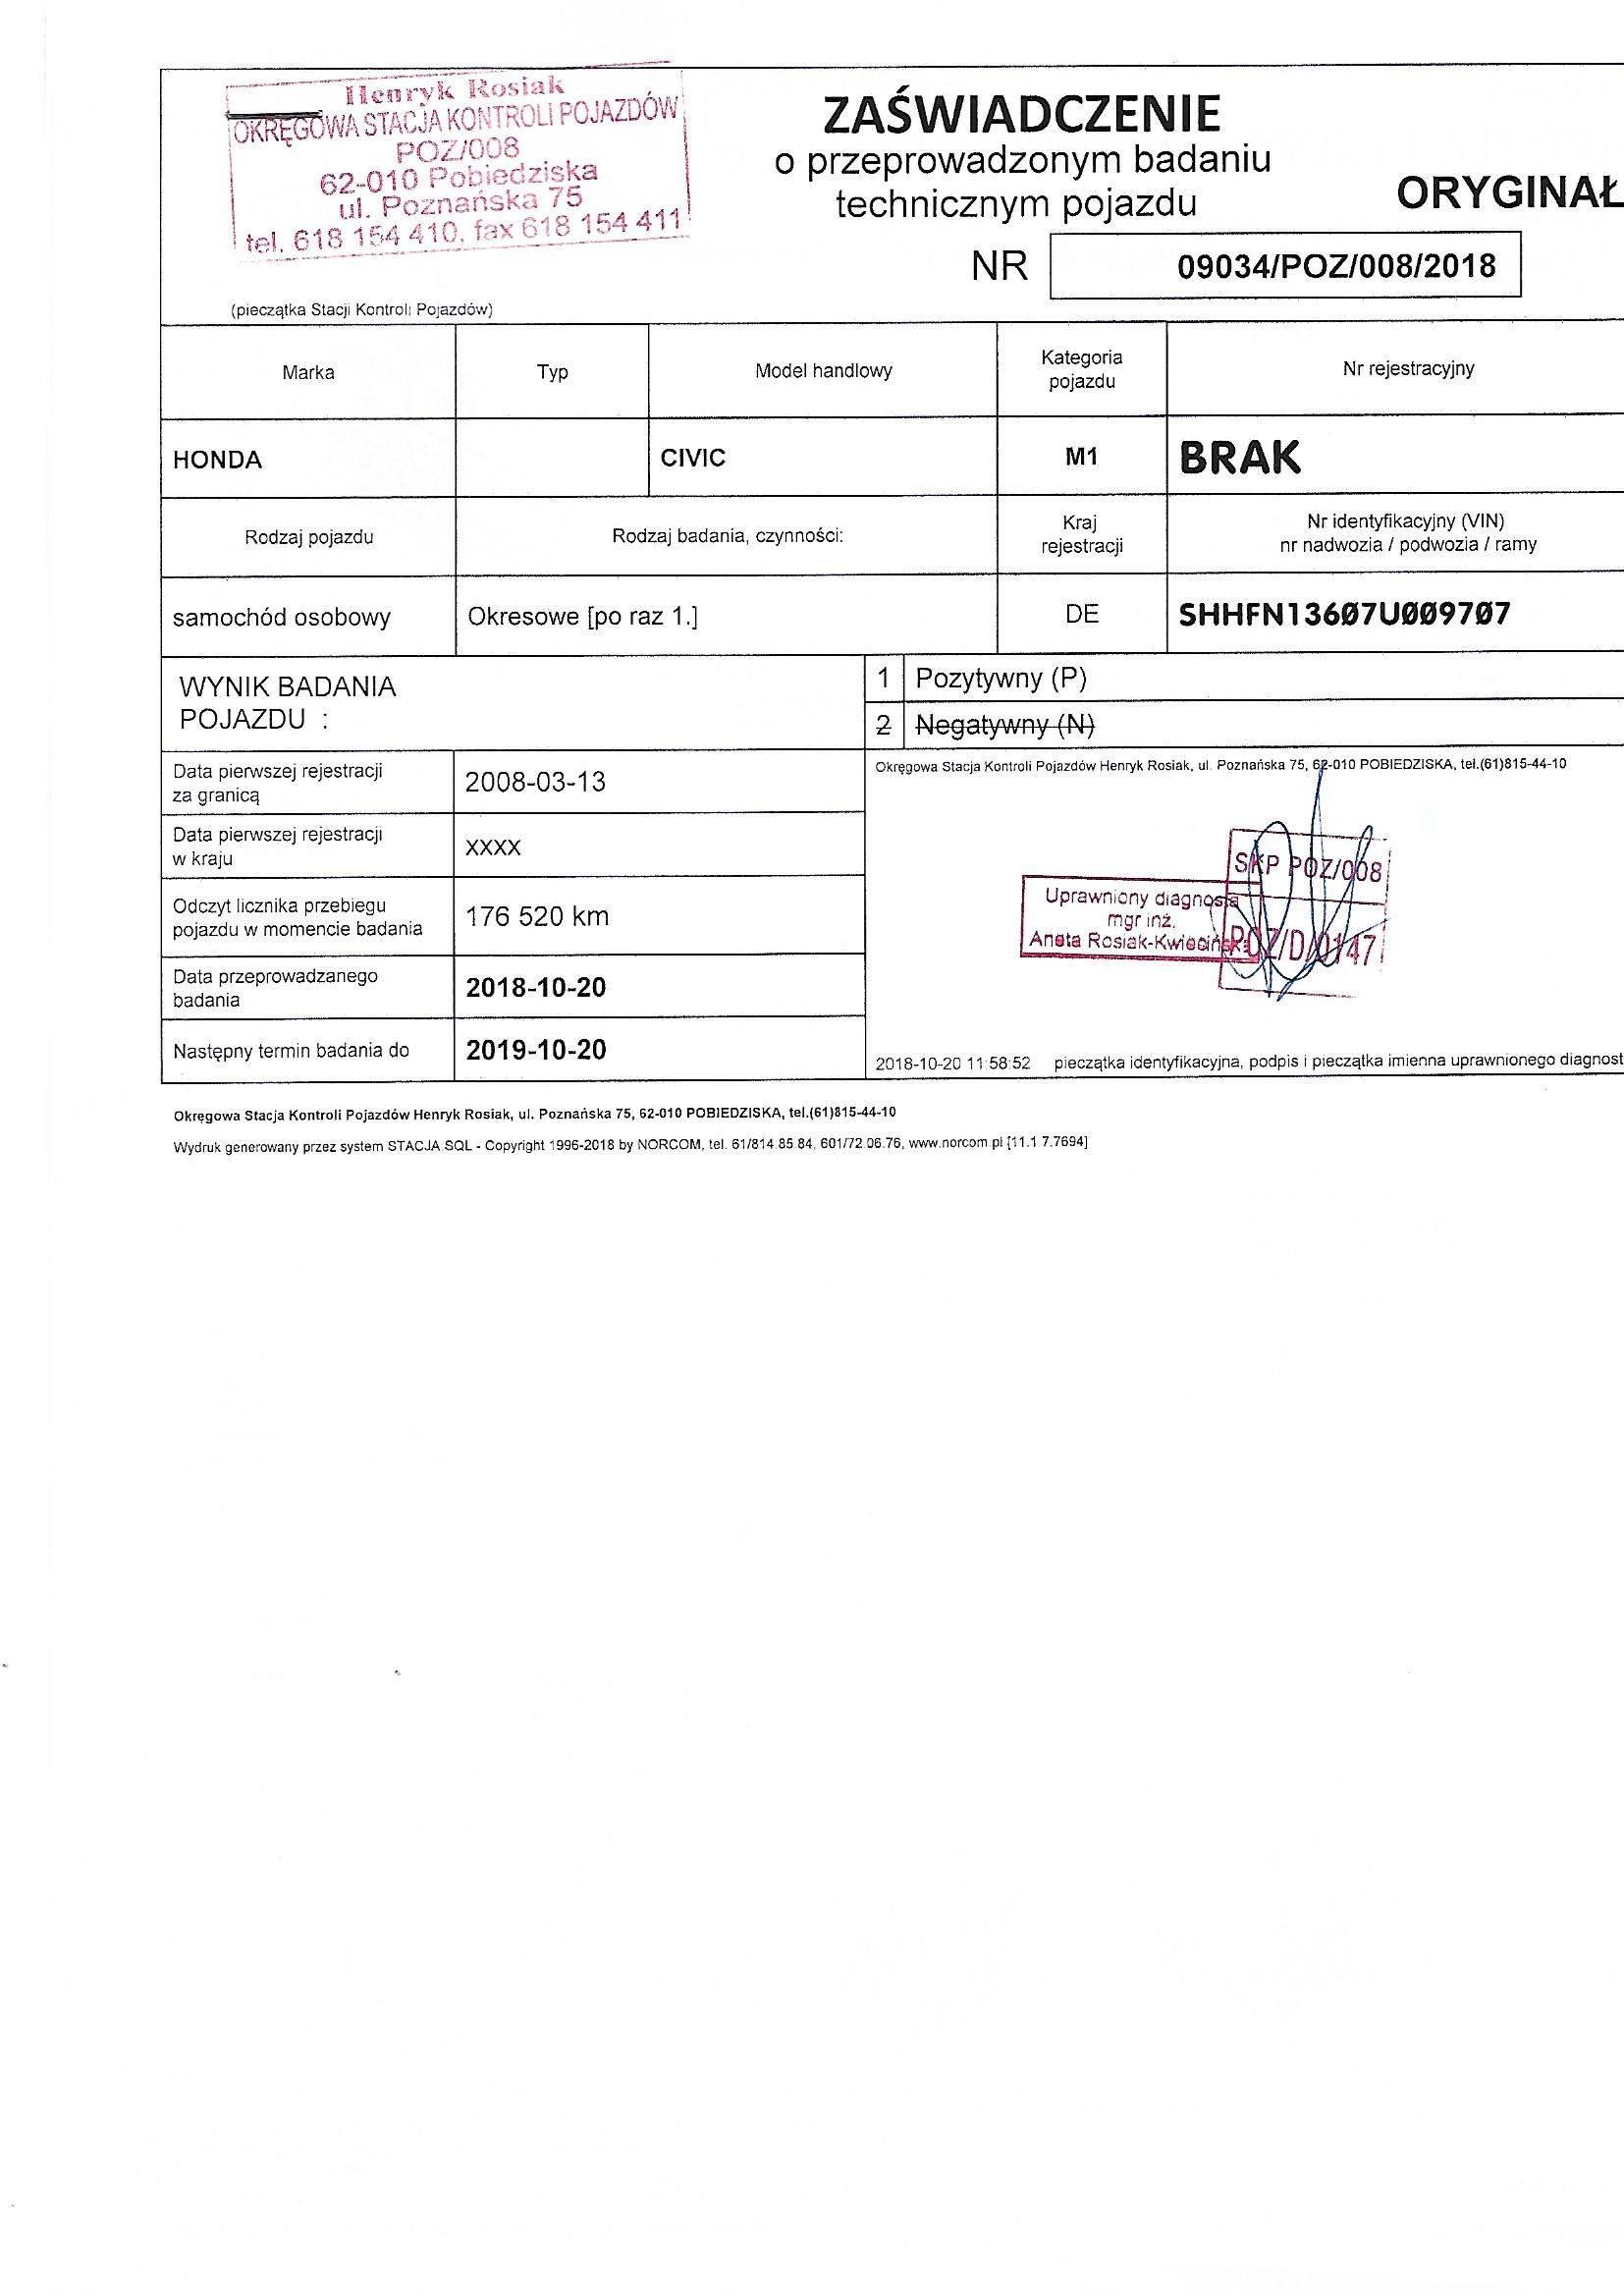 Henryk Rosiak
OKRĘGOWA STACJA KONTROLI POJAZDÓW
POZ/008
62-010 Pobiedziska
ul. Poznańska 75
tel. 618 154 410, fax 618 154 411
(pieczątka Stacji Kontroli Pojazdów)
ZAŚWIADCZENIE
o przeprowadzonym badaniu
technicznym pojazdu
ORYGINAŁ
NR 09034/POZ/008/2018
Marka Typ Model handlowy Kategoria pojazdu Nr rejestracyjny
HONDA CIVIC M1 BRAK
Rodzaj pojazdu Rodzaj badania, czynności: Kraj rejestracji Nr identyfikacyjny (VIN) nr nadwozia / podwozia / ramy
samochód osobowy Okresowe [po raz 1.] DE SHHFN13607U009707
WYNIK BADANIA
POJAZDU :
1 Pozytywny (P)
2 Negatywny (N)
Data pierwszej rejestracji
za granicą
2008-03-13
Data pierwszej rejestracji
w kraju
XXXX
Odczyt licznika przebiegu
pojazdu w momencie badania
176 520 km
Data przeprowadzanego
badania
2018-10-20
Następny termin badania do 2019-10-20
Okręgowa Stacja Kontroli Pojazdów Henryk Rosiak, ul. Poznańska 75, 62-010 POBIEDZISKA, tel.(61)815-44-10
SKP POZ/008
POZ/D/0147
Uprawniony diagnosta
mgr inż.
Aneta Rosiak-Kwiecińska
2018-10-20 11:58:52 pieczątka identyfikacyjna, podpis i pieczątka imienna uprawnionego diagnost
Okręgowa Stacja Kontroli Pojazdów Henryk Rosiak, ul. Poznańska 75, 62-010 POBIEDZISKA, tel.(61)815-44-10
Wydruk generowany przez system STACJA.SQL - Copyright 1996-2018 by NORCOM, tel. 61/814.85.84, 601/72.06.76, www.norcom.pl [11.1.7.7694]